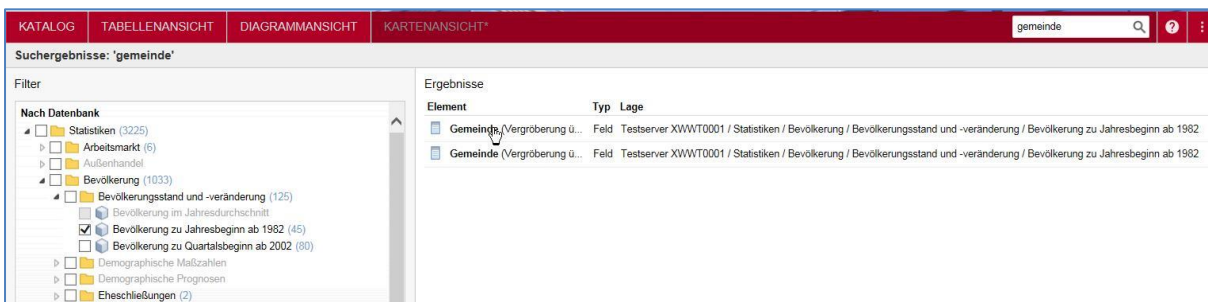 KATALOG TABELLENANSICHT DIAGRAMMANSICHT KARTENANSICHT* gemeinde ?
Suchergebnisse: 'gemeinde'
Filter
Nach Datenbank
Statistiken (3225)
Arbeitsmarkt (6)
Außenhandel
Bevölkerung (1033)
Bevölkerungsstand und -veränderung (125)
Bevölkerung im Jahresdurchschnitt
Bevölkerung zu Jahresbeginn ab 1982 (45)
Bevölkerung zu Quartalsbeginn ab 2002 (80)
Demographische Maßzahlen
Demographische Prognosen
Eheschließungen (2)
Ergebnisse
Element Typ Lage
Gemeinde (Vergröberung ü... Feld Testserver XWWT0001 / Statistiken / Bevölkerung / Bevölkerungsstand und -veränderung / Bevölkerung zu Jahresbeginn ab 1982
Gemeinde (Vergröberung ü... Feld Testserver XWWT0001 / Statistiken / Bevölkerung / Bevölkerungsstand und -veränderung / Bevölkerung zu Jahresbeginn ab 1982